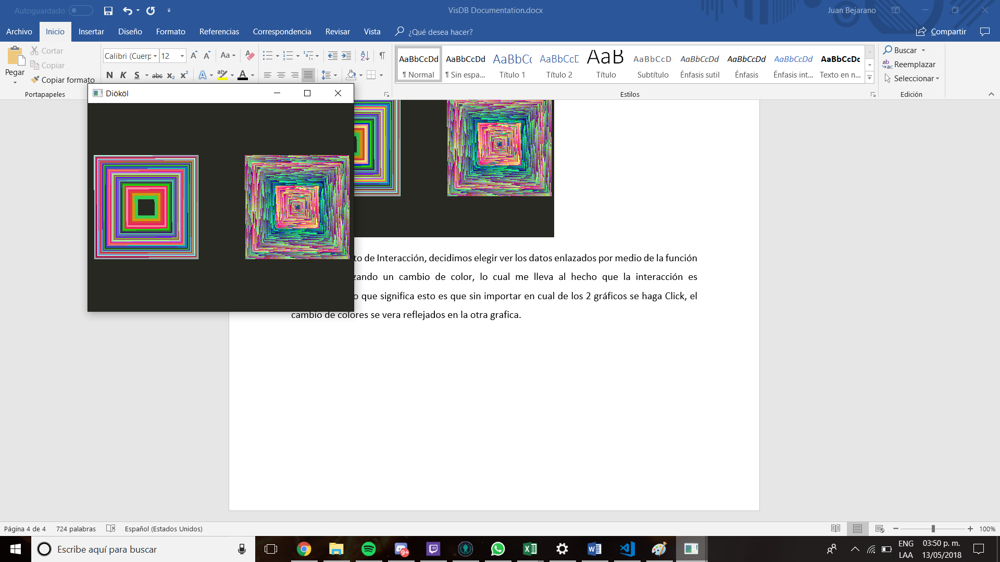 Autoguardado
VisDB Documentation.docx
Juan Bejarano
Archivo Inicio Insertar Diseño Formato Referencias Correspondencia Revisar Vista ¿Qué desea hacer? Compartir
Pegar
Cortar
Copiar
Copiar formato
Portapapeles
Calibri (Cuerp 12
Aa
N K S abc x₂ x²
AaBbCcDd AaBbCcDd AaBbCc AaBbCcD AaB AaBbCcD AaBbCcDd AaBbCcDd AaBbCcDd AaBbCcDc
¶ Normal ¶ Sin espa... Título 1 Título 2 Título Subtítulo Énfasis sutil Énfasis Énfasis int... Texto en n...
Estilos
Buscar
Reemplazar
Seleccionar
Edición
Diököl
to de Interacción, decidimos elegir ver los datos enlazados por medio de la función
zando un cambio de color, lo cual me lleva al hecho que la interacción es
o que significa esto es que sin importar en cual de los 2 gráficos se haga Click, el
cambio de colores se vera reflejados en la otra grafica.
Página 4 de 4 724 palabras Español (Estados Unidos) 100%
Escribe aquí para buscar
9+
ENG
LAA
03:50 p. m.
13/05/2018